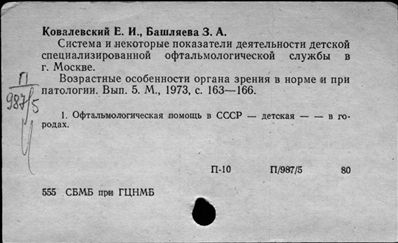 Ковалевский Е. И., Башляева З. А.
Система и некоторые показатели деятельности детской
специализированной офтальмологической службы в
г. Москве.
Возрастные особенности органа зрения в норме и при
патологии. Вып. 5. М., 1973, с. 163—166.
П
987/5
1. Офтальмологическая помощь в СССР — детская — — в го-
родах.
П-10 П/987/5 80
555 СБМБ при ГЦНМБ